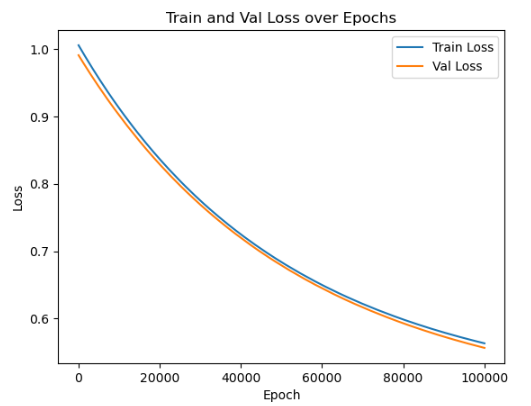 Train and Val Loss over Epochs
Train Loss
Val Loss
1.0
0.9
0.8
0.7
0.6
Loss
0 20000 40000 60000 80000 100000
Epoch